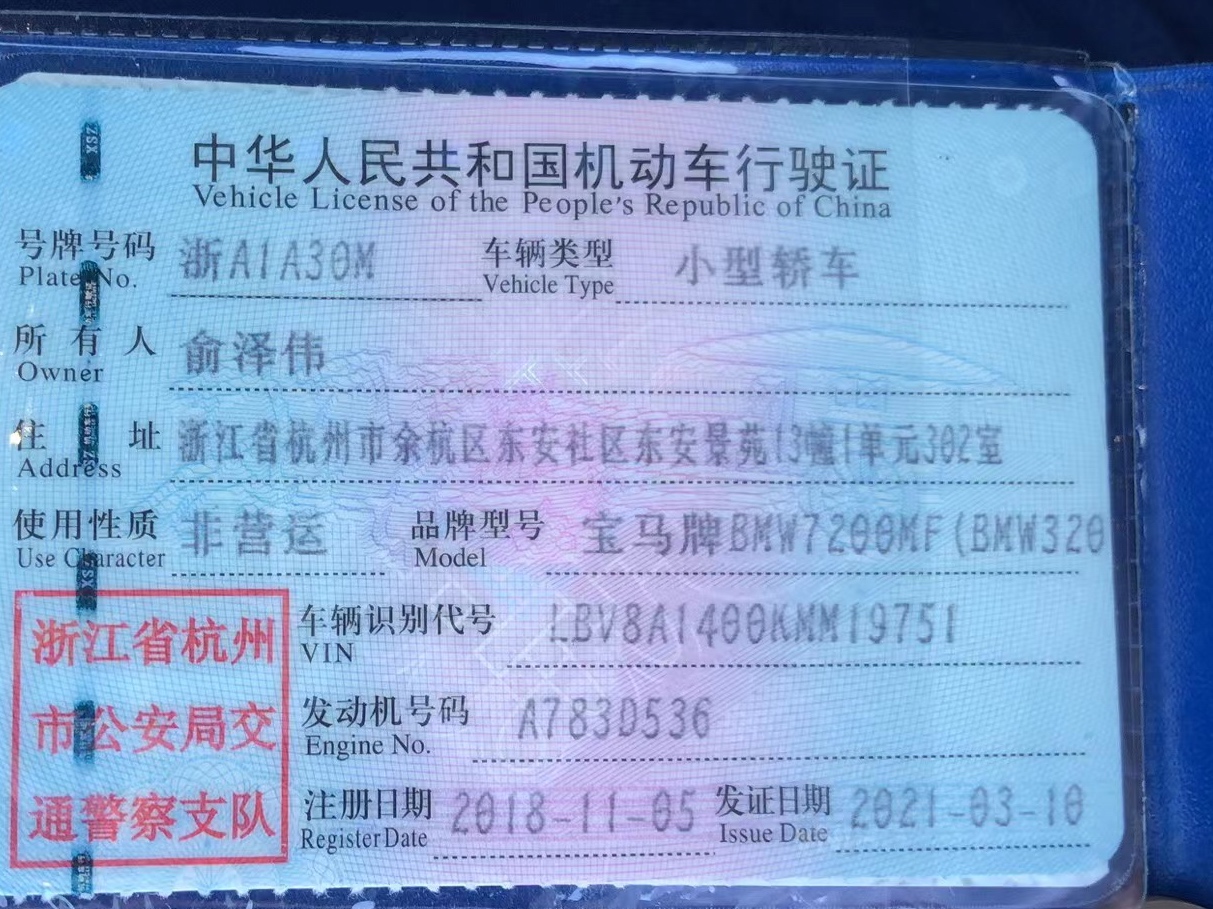 中华人民共和国机动车行驶证
Vehicle License of the People's Republic of China
号牌号码 浙A1A30M 车辆类型 小型轿车
Plate No. Vehicle Type
所有人 俞泽伟
Owner
住址 浙江省杭州市余杭区东安社区东安景苑13幢1单元302室
Address
使用性质 非营运 品牌型号 宝马牌BMW7200MF(BMW320
Use Character Model
车辆识别代号 LBV8A1400KMM19751
VIN
发动机号码 A783D536
Engine No.
注册日期 2018-11-05 发证日期 2021-03-10
Register Date Issue Date
浙江省杭州
市公安局交
通警察支队